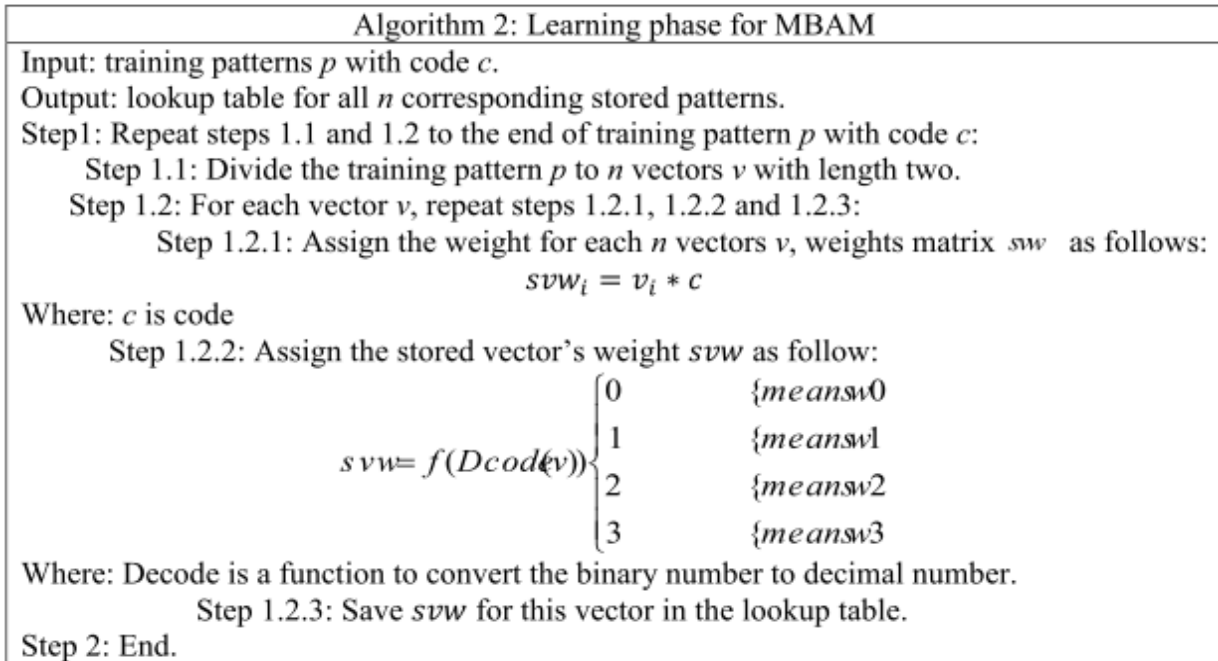 Algorithm 2: Learning phase for MBAM
Input: training patterns p with code c.
Output: lookup table for all n corresponding stored patterns.
Step1: Repeat steps 1.1 and 1.2 to the end of training pattern p with code c:
Step 1.1: Divide the training pattern p to n vectors v with length two.
Step 1.2: For each vector v, repeat steps 1.2.1, 1.2.2 and 1.2.3:
Step 1.2.1: Assign the weight for each n vectors v, weights matrix sw as follows:
svwᵢ = vᵢ * c
Where: c is code
Step 1.2.2: Assign the stored vector's weight svw as follow:
0 {meansw0
1 {meansw1
svw= f(Dcode(v)){
2 {meansw2
3 {meansw3
Where: Decode is a function to convert the binary number to decimal number.
Step 1.2.3: Save svw for this vector in the lookup table.
Step 2: End.